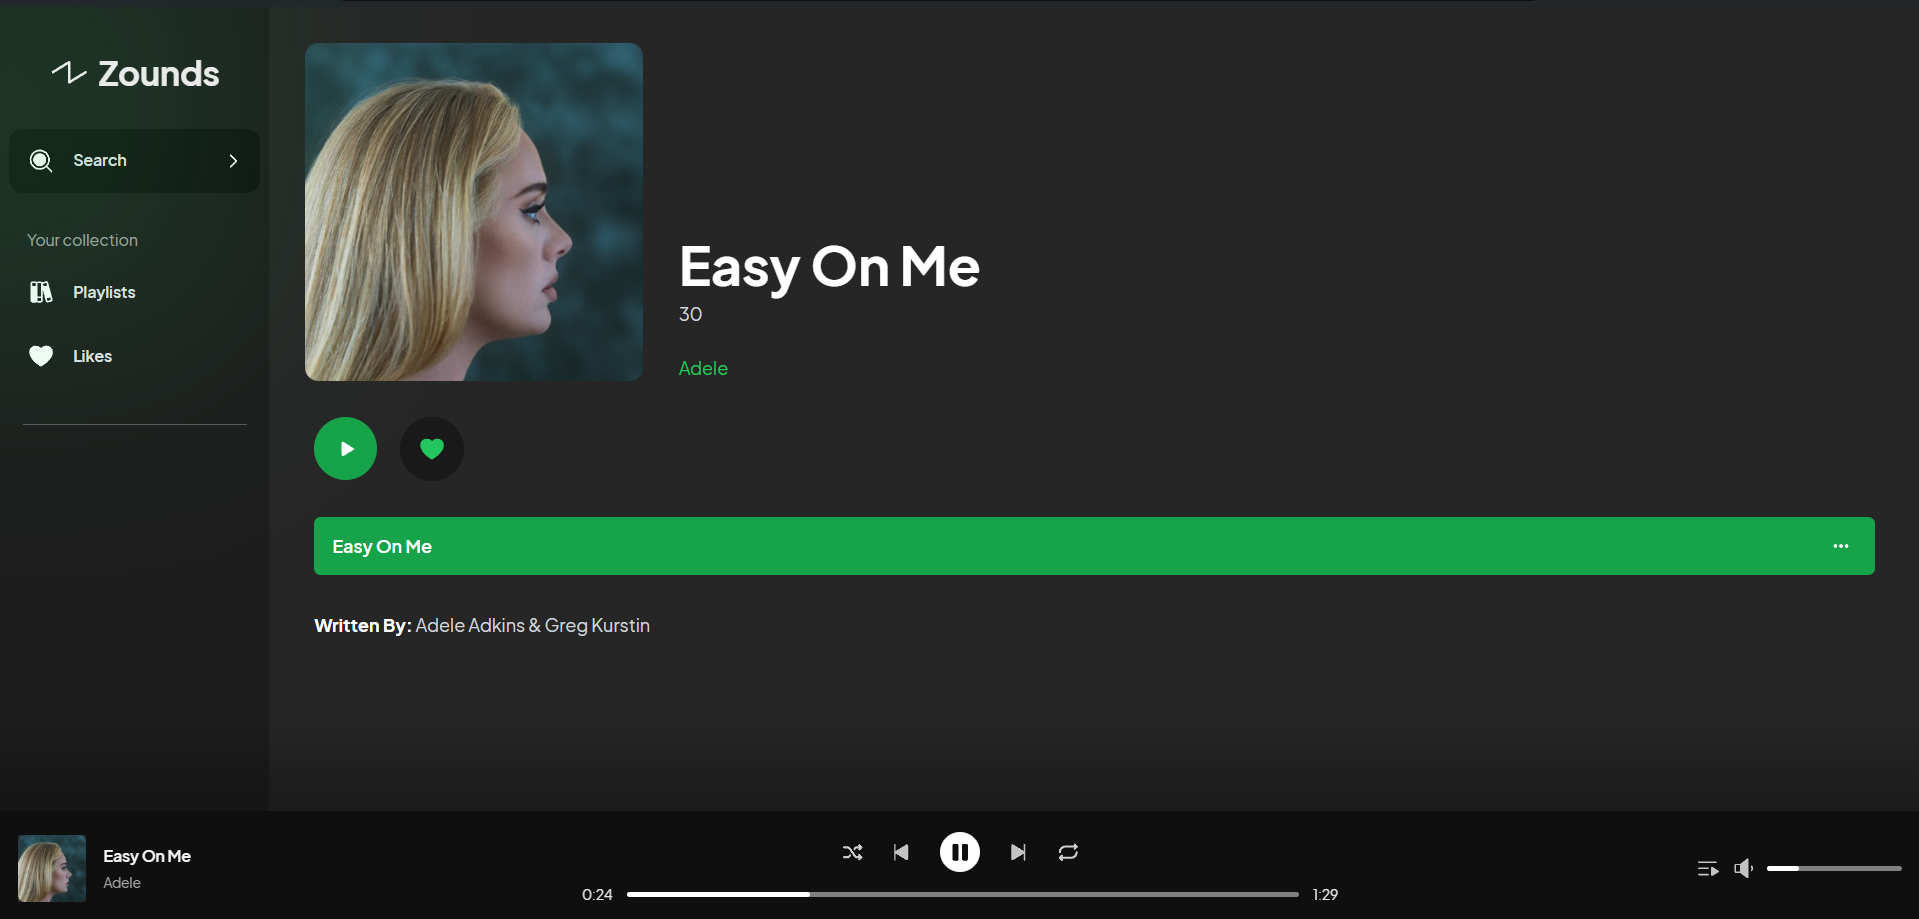 Zounds
Search
Your collection
Playlists
Likes
Easy On Me
30
Adele
Easy On Me
Written By: Adele Adkins & Greg Kurstin
Easy On Me
Adele
0:24
1:29